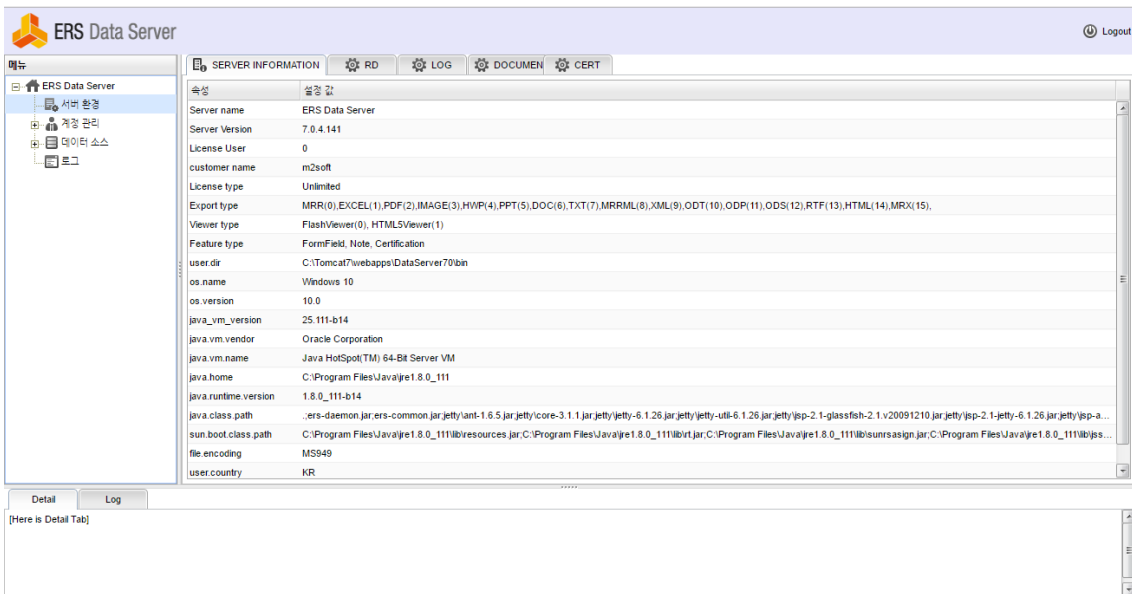 ERS Data Server
Logout
메뉴
ERS Data Server
서버 환경
계정 관리
데이터 소스
로그
SERVER INFORMATION RD LOG DOCUMEN CERT
속성 설정 값
Server name ERS Data Server
Server Version 7.0.4.141
License User 0
customer name m2soft
License type Unlimited
Export type MRR(0),EXCEL(1),PDF(2),IMAGE(3),HWP(4),PPT(5),DOC(6),TXT(7),MRRML(8),XML(9),ODT(10),ODP(11),ODS(12),RTF(13),HTML(14),MRX(15),
Viewer type FlashViewer(0), HTML5Viewer(1)
Feature type FormField, Note, Certification
user.dir C:\Tomcat7\webapps\DataServer70\bin
os.name Windows 10
os.version 10.0
java_vm_version 25.111-b14
java.vm.vendor Oracle Corporation
java.vm.name Java HotSpot(TM) 64-Bit Server VM
java.home C:\Program Files\Java\jre1.8.0_111
java.runtime.version 1.8.0_111-b14
java.class.path .;ers-daemon.jar;ers-common.jar;jetty\ant-1.6.5.jar;jetty\core-3.1.1.jar;jetty\jetty-6.1.26.jar;jetty\jetty-util-6.1.26.jar;jetty\jsp-2.1-glassfish-2.1.v20091210.jar;jetty\jsp-2.1-jetty-6.1.26.jar;jetty\jsp-a...
sun.boot.class.path C:\Program Files\Java\jre1.8.0_111\lib\resources.jar;C:\Program Files\Java\jre1.8.0_111\lib\rt.jar;C:\Program Files\Java\jre1.8.0_111\lib\sunrsasign.jar;C:\Program Files\Java\jre1.8.0_111\lib\jss...
file.encoding MS949
user.country KR
Detail Log
[Here is Detail Tab]